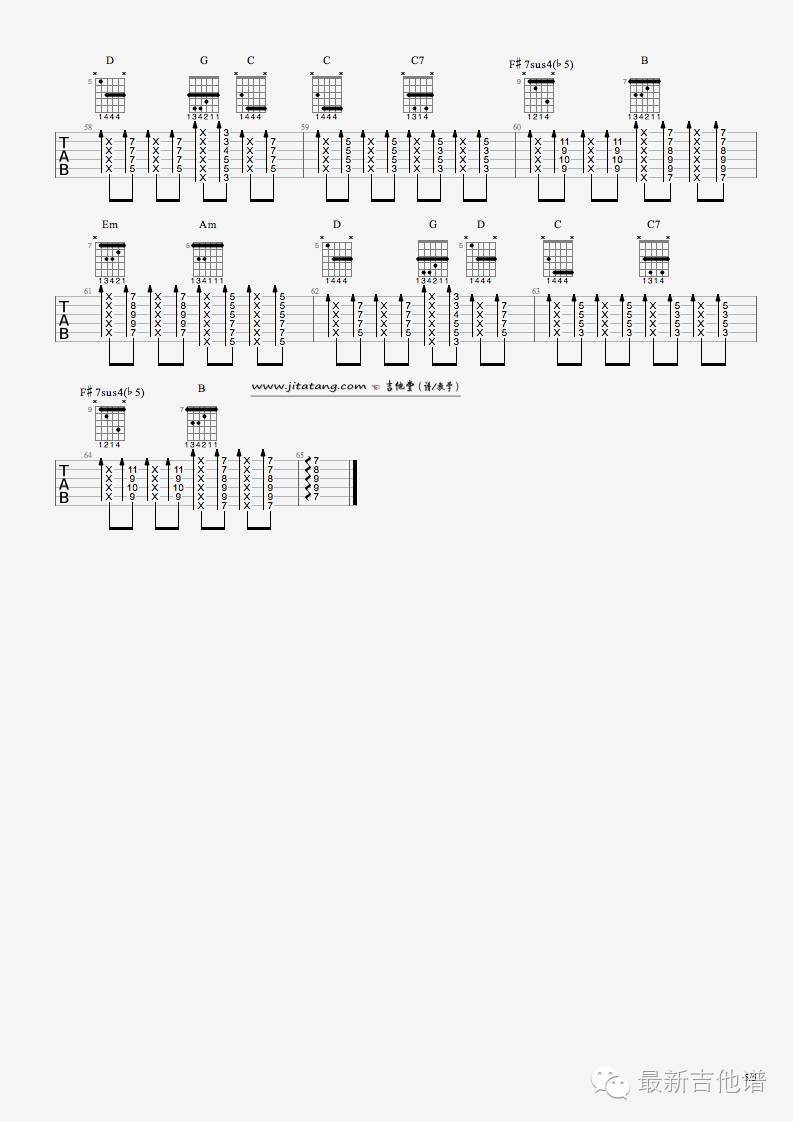 D G C C C7 F♯7sus4(♭5) B
5 × × × × × × × × 9 × × 7 ×
1444 134211 1444 1444 1314 1214 134211
58 59 60
T X 3 X 7 X 7
A X 7 X 7 X 3 X 7 X 5 X 5 X 5 X 5 X 11 X 11 X 7 X 7
B X 7 X 7 X 4 X 7 X 5 X 5 X 3 X 3 X 9 X 9 X 8 X 8
X 7 X 7 X 5 X 7 X 5 X 5 X 5 X 5 X 10 X 10 X 9 X 9
X 5 X 5 X 5 X 5 X 3 X 3 X 3 X 3 X 9 X 9 X 9 X 9
X 3 X 7 X 7
Em Am D G D C C7
7 × 5 5 × × 5 × × × × × ×
13421 134111 1444 134211 1444 1444 1314
61 62 63
T X 7 X 7 X 5 X 5 X 3
A X 8 X 8 X 5 X 5 X 7 X 7 X 3 X 7 X 5 X 5 X 5 X 5
B X 9 X 9 X 5 X 5 X 7 X 7 X 4 X 7 X 5 X 5 X 3 X 3
X 9 X 9 X 7 X 7 X 7 X 7 X 5 X 7 X 5 X 5 X 5 X 5
X 7 X 7 X 7 X 7 X 5 X 5 X 5 X 5 X 3 X 3 X 3 X 3
X 5 X 5 X 3
www.jitatang.com ☜ 吉他堂(谱/教学)
F♯7sus4(♭5) B
9 × × 7 ×
1214 134211
64 65
T X 7 X 7 7
A X 11 X 11 X 7 X 7 8
B X 9 X 9 X 8 X 8 9
X 10 X 10 X 9 X 9 9
X 9 X 9 X 9 X 9 7
X 7 X 7
最新吉他谱